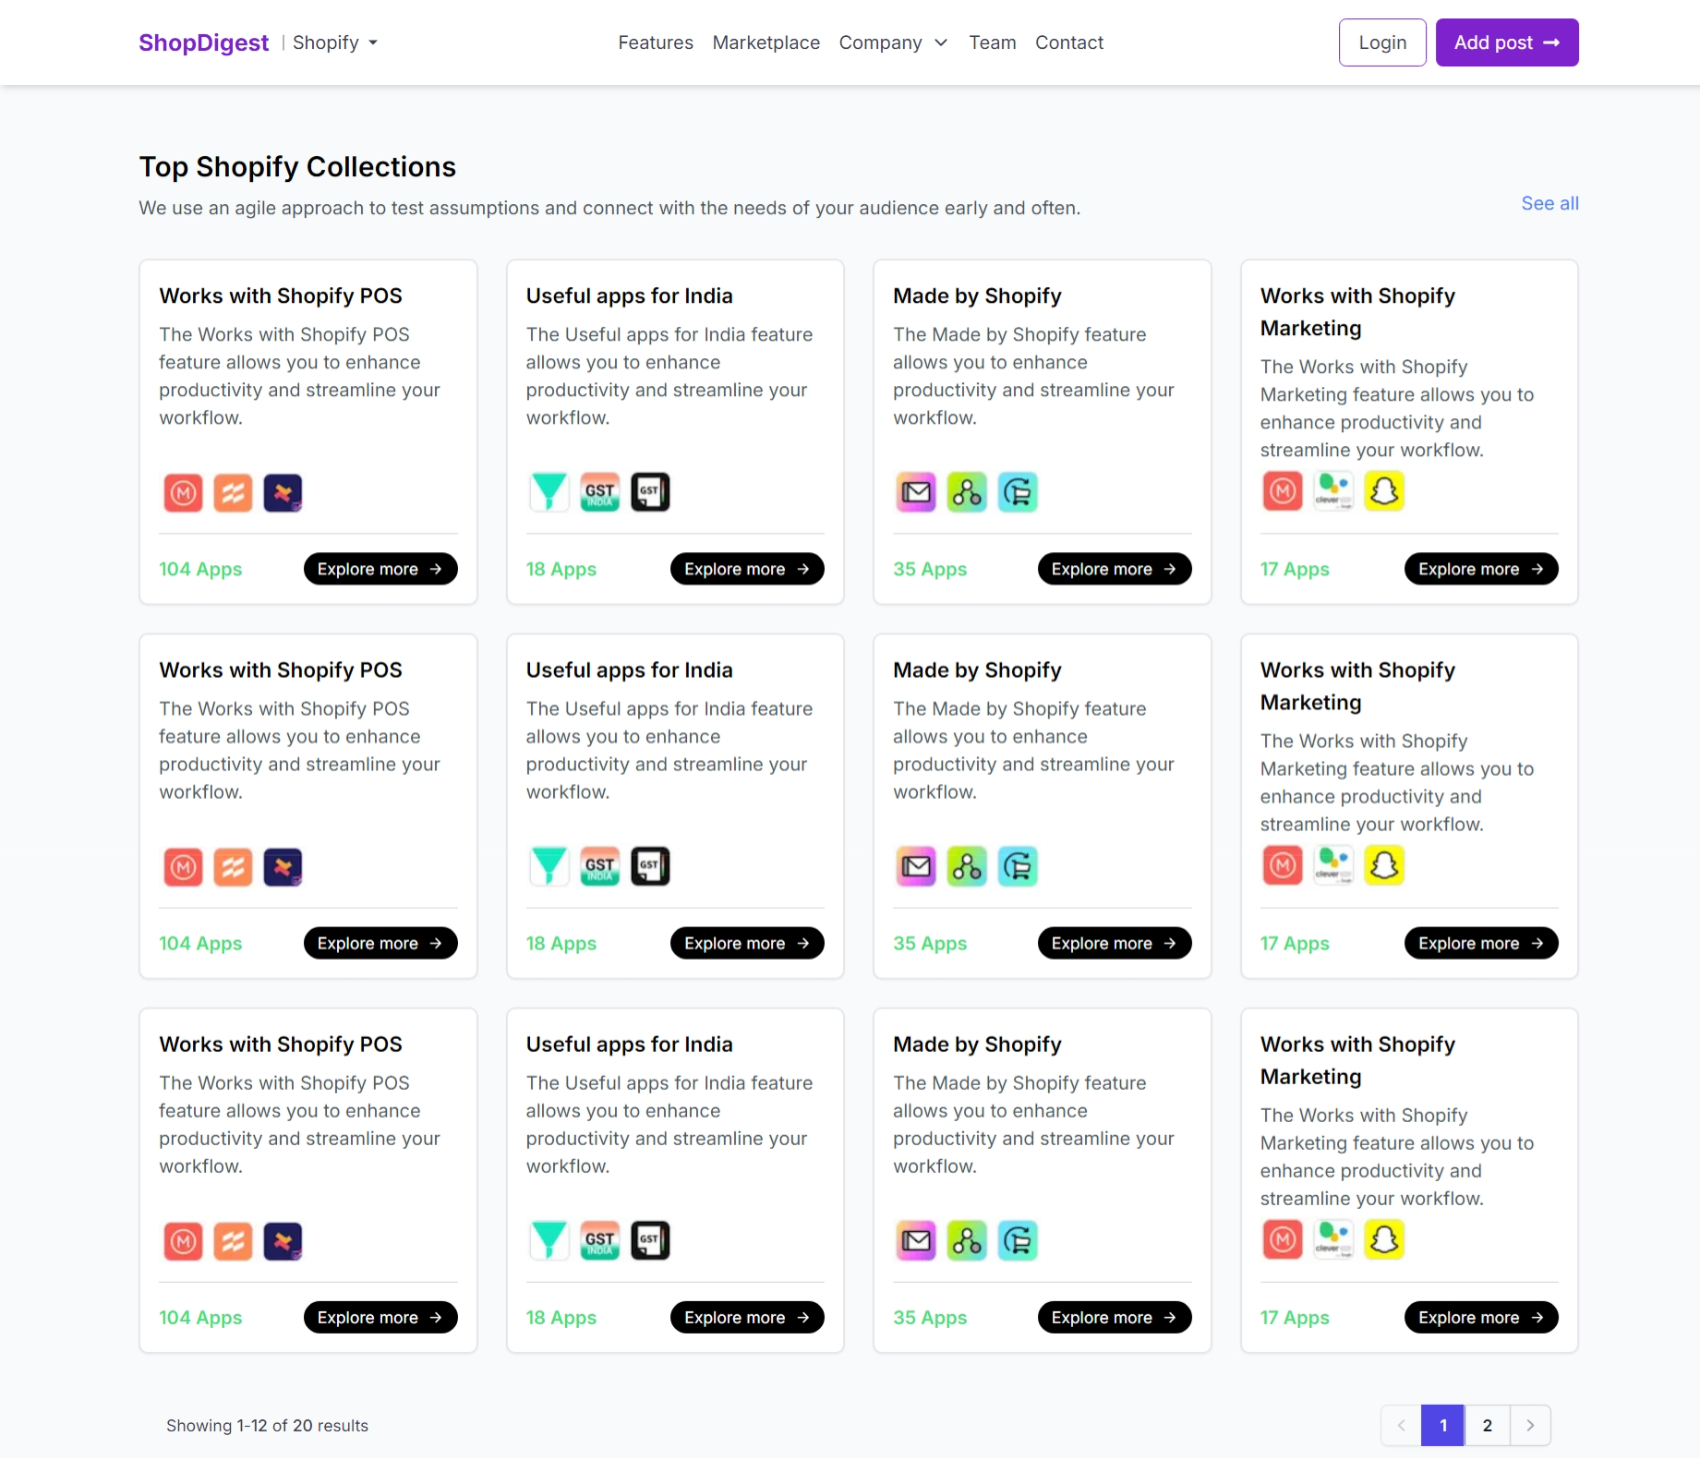 ShopDigest | Shopify
Features Marketplace Company Team Contact
Login
Add post →
Top Shopify Collections
We use an agile approach to test assumptions and connect with the needs of your audience early and often.
See all
Works with Shopify POS
The Works with Shopify POS
feature allows you to enhance
productivity and streamline your
workflow.
M
104 Apps
Explore more →
Useful apps for India
The Useful apps for India feature
allows you to enhance
productivity and streamline your
workflow.
GST
INDIA
GST
18 Apps
Explore more →
Made by Shopify
The Made by Shopify feature
allows you to enhance
productivity and streamline your
workflow.
35 Apps
Explore more →
Works with Shopify
Marketing
The Works with Shopify
Marketing feature allows you to
enhance productivity and
streamline your workflow.
M
clever
17 Apps
Explore more →
Works with Shopify POS
The Works with Shopify POS
feature allows you to enhance
productivity and streamline your
workflow.
M
104 Apps
Explore more →
Useful apps for India
The Useful apps for India feature
allows you to enhance
productivity and streamline your
workflow.
GST
INDIA
GST
18 Apps
Explore more →
Made by Shopify
The Made by Shopify feature
allows you to enhance
productivity and streamline your
workflow.
35 Apps
Explore more →
Works with Shopify
Marketing
The Works with Shopify
Marketing feature allows you to
enhance productivity and
streamline your workflow.
M
clever
17 Apps
Explore more →
Works with Shopify POS
The Works with Shopify POS
feature allows you to enhance
productivity and streamline your
workflow.
M
104 Apps
Explore more →
Useful apps for India
The Useful apps for India feature
allows you to enhance
productivity and streamline your
workflow.
GST
INDIA
GST
18 Apps
Explore more →
Made by Shopify
The Made by Shopify feature
allows you to enhance
productivity and streamline your
workflow.
35 Apps
Explore more →
Works with Shopify
Marketing
The Works with Shopify
Marketing feature allows you to
enhance productivity and
streamline your workflow.
M
clever
17 Apps
Explore more →
Showing 1-12 of 20 results
< 1 2 >